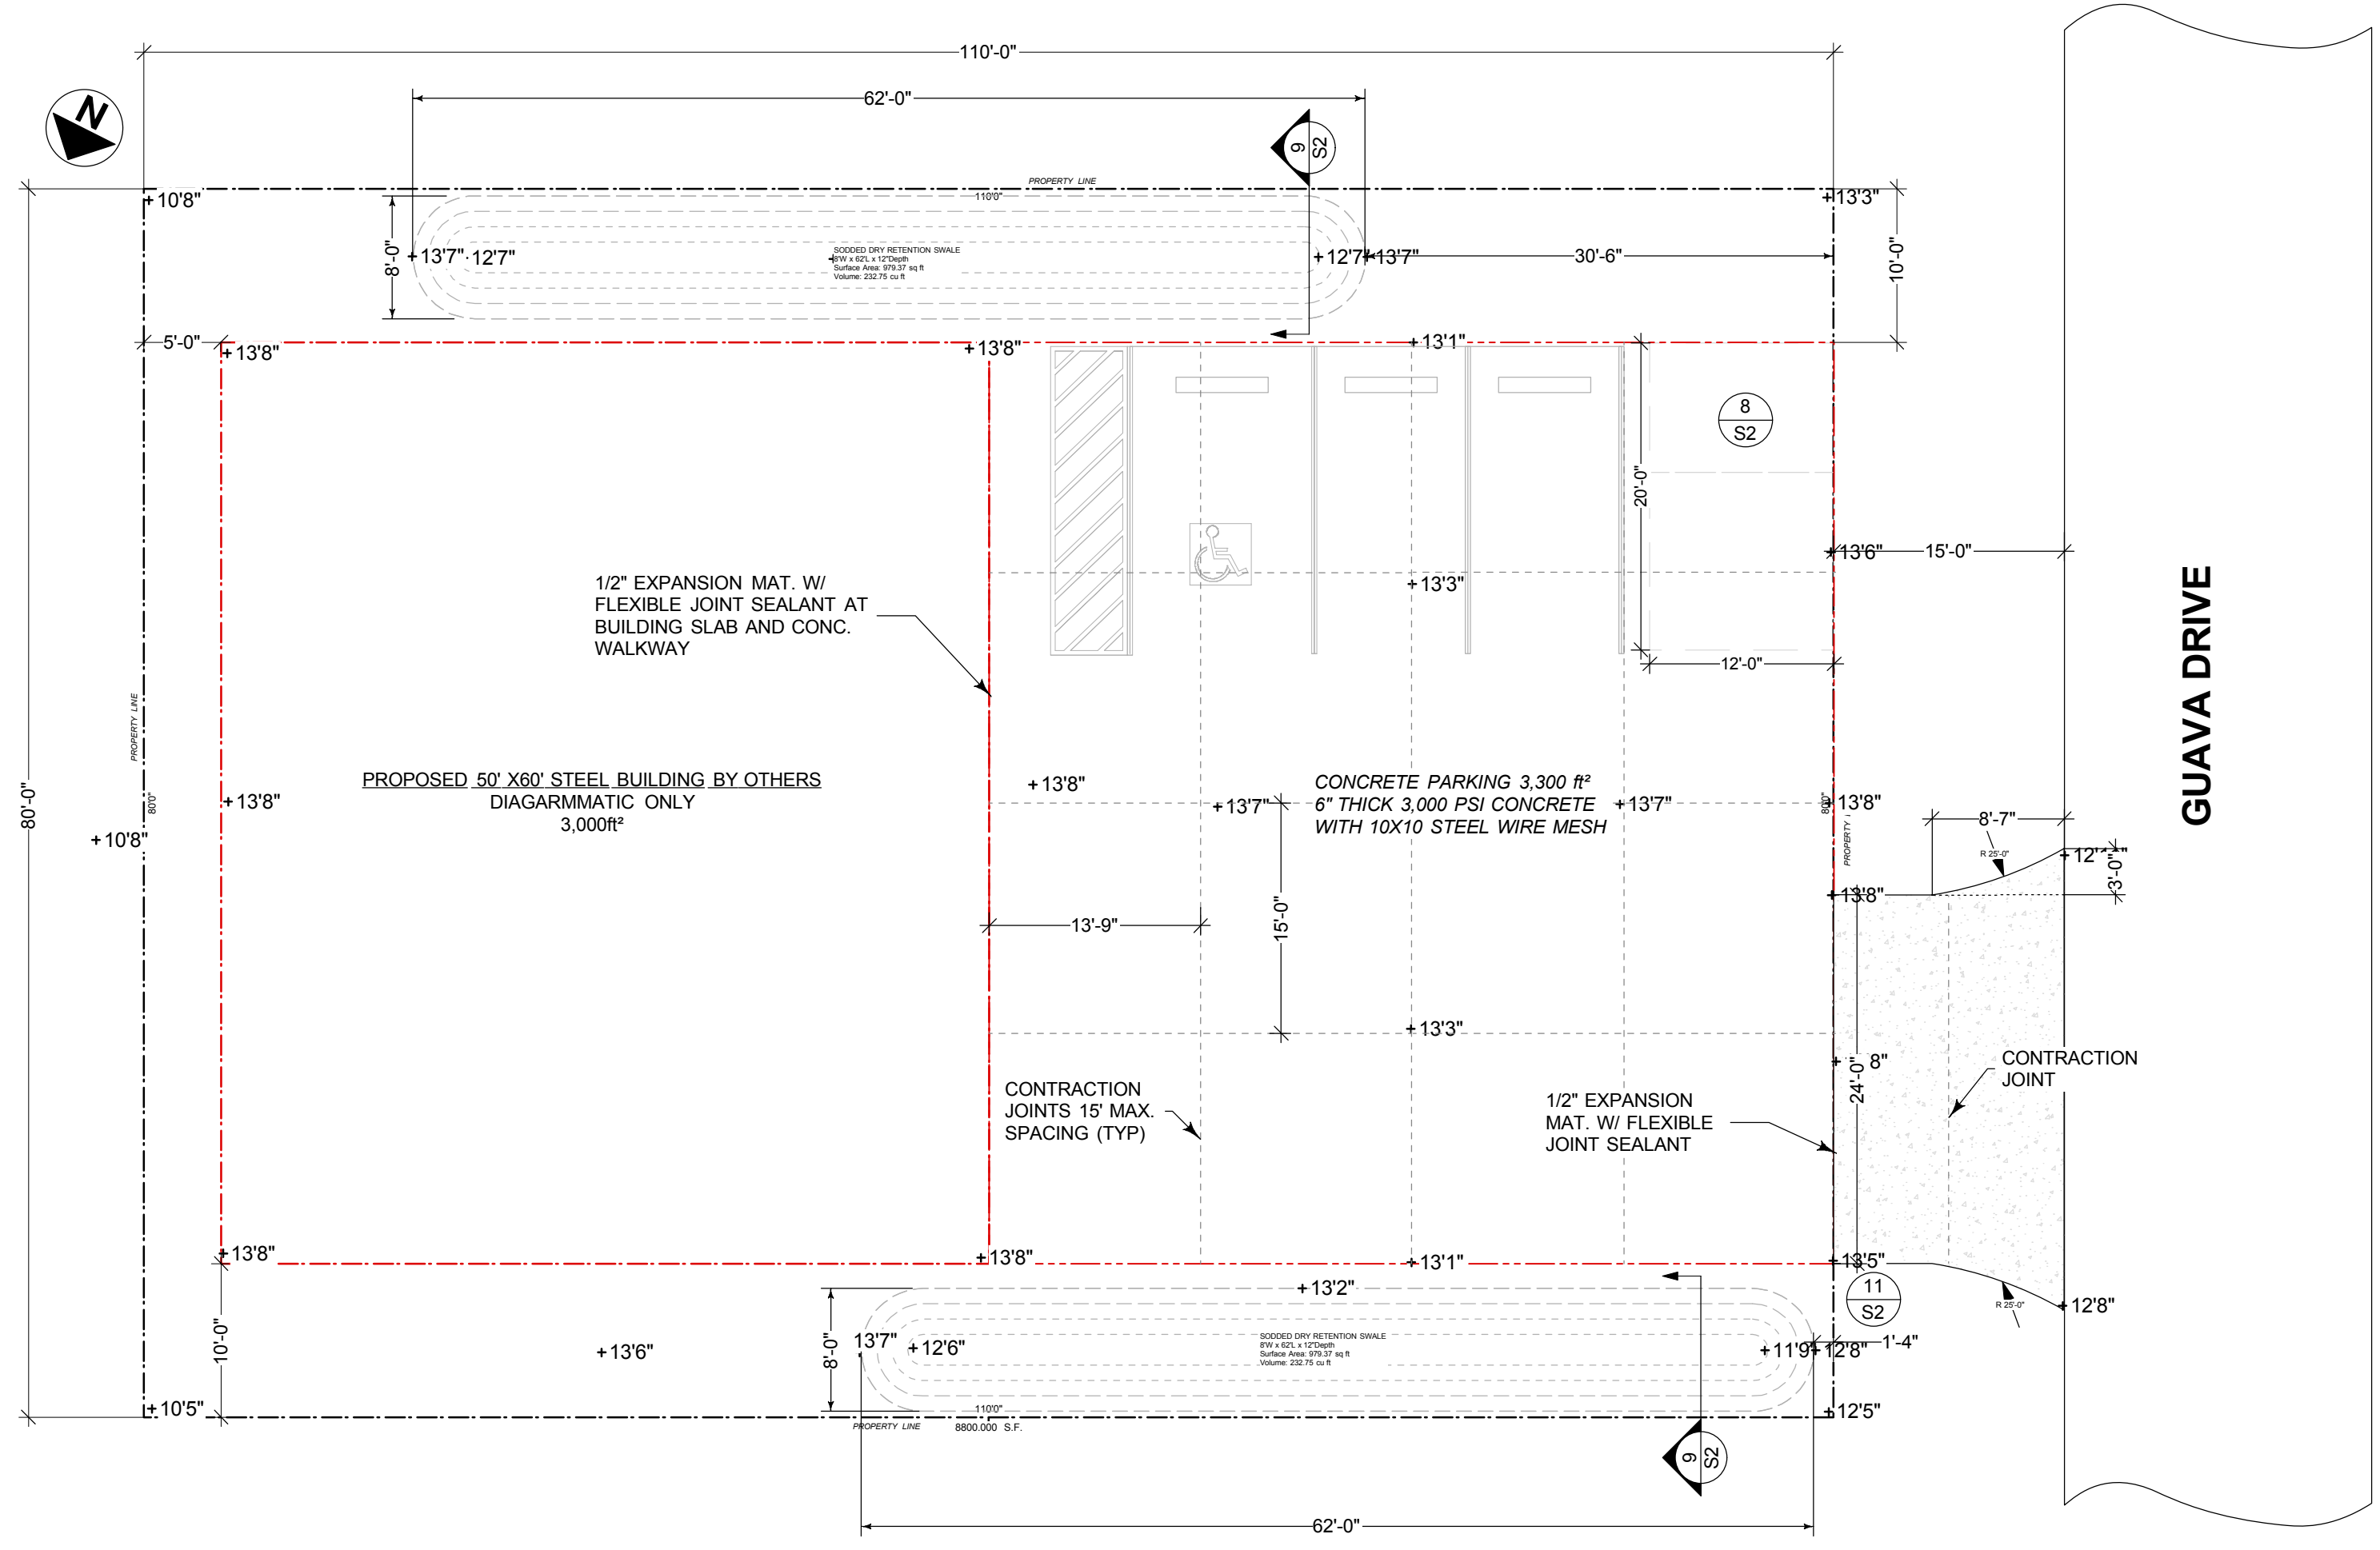 110'-0"
62'-0"
N
9
S2
PROPERTY LINE
110'0"
10'8"
13'3"
8'-0"
13'7"
12'7"
SODDED DRY RETENTION SWALE
8'W x 62'L x 12"Depth
Surface Area: 979.37 sq ft
Volume: 232.75 cu ft
13'7"
30'-6"
10'-0"
5'-0"
13'8"
13'8"
13'1"
8
S2
20'-0"
13'6"
15'-0"
13'3"
1/2" EXPANSION MAT. W/
FLEXIBLE JOINT SEALANT AT
BUILDING SLAB AND CONC.
WALKWAY
12'-0"
GUAVA DRIVE
PROPERTY LINE
80'0"
80'-0"
PROPOSED 50' X60' STEEL BUILDING BY OTHERS
DIAGARMMATIC ONLY
3,000ft²
13'8"
10'8"
13'8"
13'7"
CONCRETE PARKING 3,300 ft²
6" THICK 3,000 PSI CONCRETE
WITH 10X10 STEEL WIRE MESH
13'7"
13'8"
80'0"
PROPERTY
8'-7"
R 25'-0"
3'-0"
13'8"
13'-9"
15'-0"
13'3"
8"
24'-0"
CONTRACTION
JOINT
CONTRACTION
JOINTS 15' MAX.
SPACING (TYP)
1/2" EXPANSION
MAT. W/ FLEXIBLE
JOINT SEALANT
13'8"
13'8"
13'1"
13'5"
11
S2
R 25'-0"
12'8"
13'2"
10'-0"
13'6"
8'-0"
13'7"
12'6"
SODDED DRY RETENTION SWALE
8'W x 62'L x 12"Depth
Surface Area: 979.37 sq ft
Volume: 232.75 cu ft
11'9"
12'8"
1'-4"
10'5"
110'0"
12'5"
PROPERTY LINE
8800.000 S.F.
9
S2
62'-0"